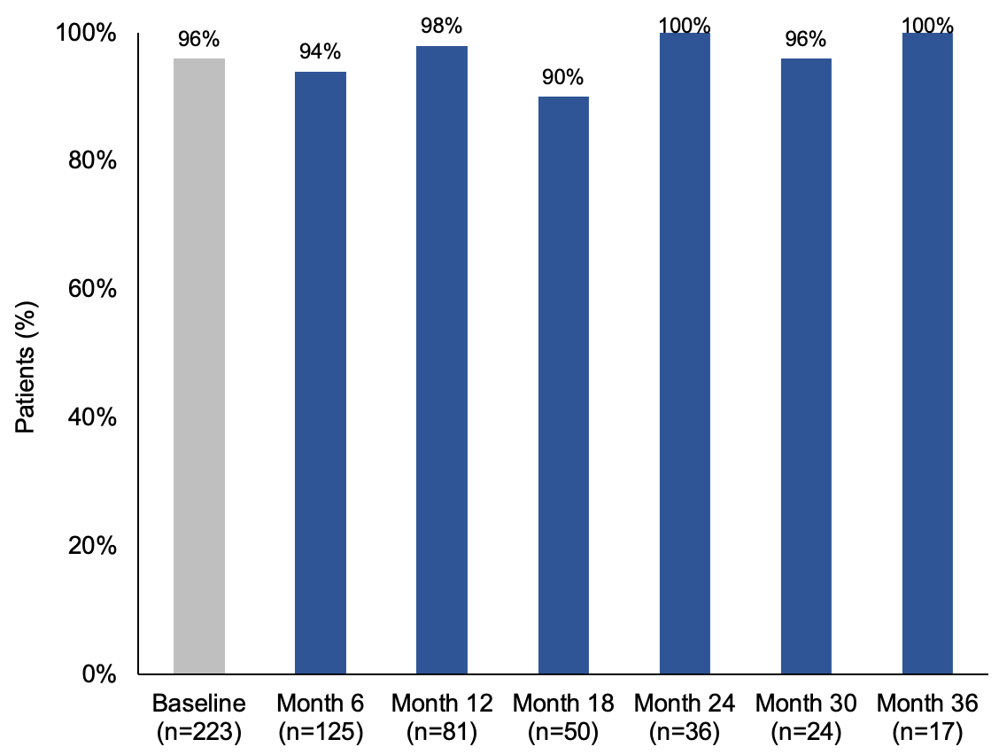 96%
94%
98%
90%
100%
96%
100%
100%
80%
60%
40%
20%
0%
Patients (%)
Baseline
(n=223)
Month 6
(n=125)
Month 12
(n=81)
Month 18
(n=50)
Month 24
(n=36)
Month 30
(n=24)
Month 36
(n=17)